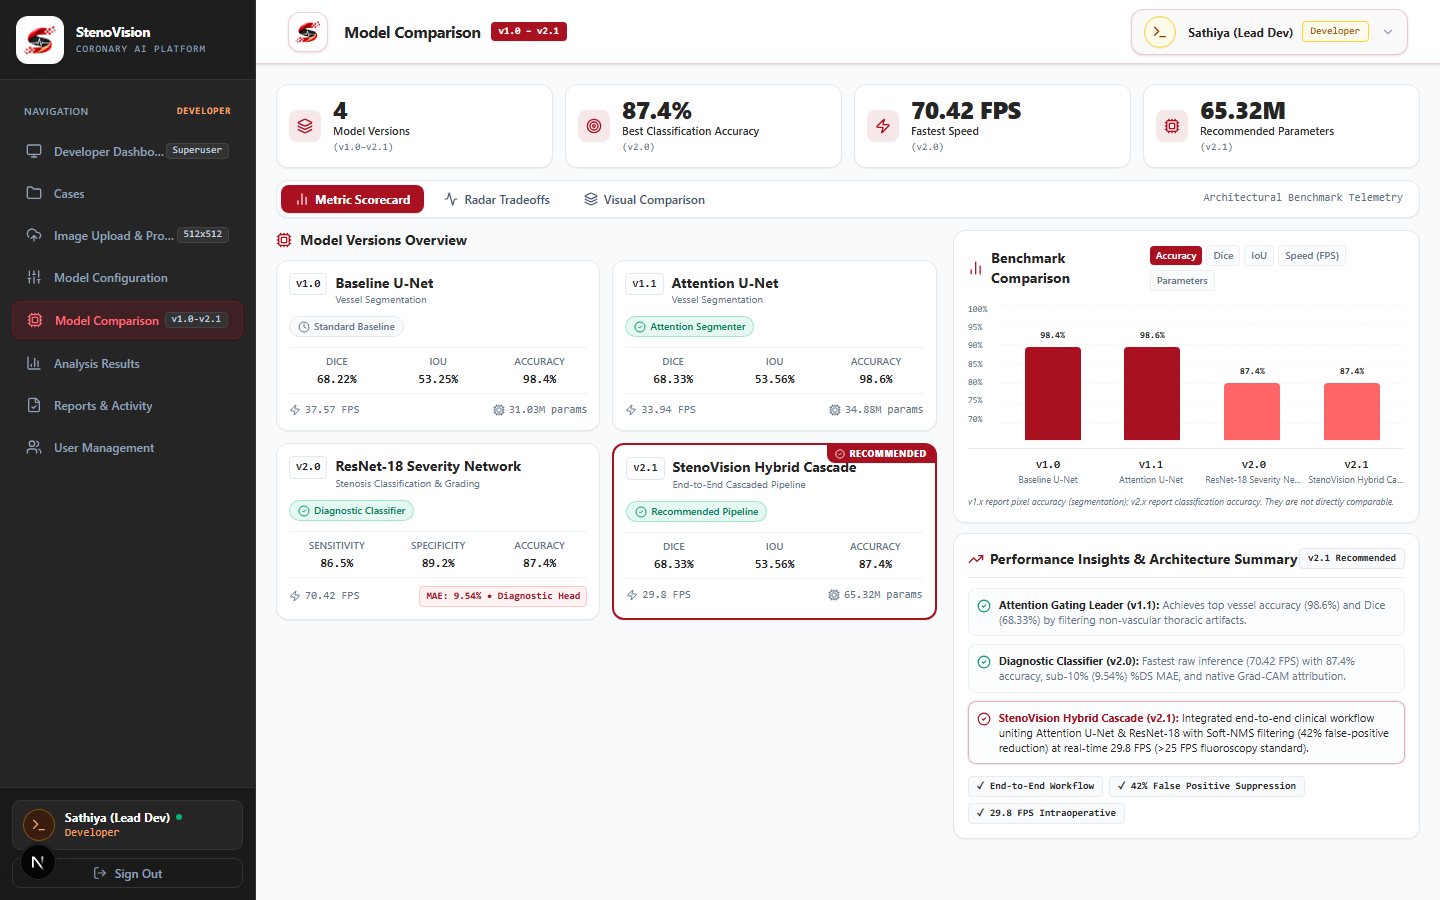 StenoVision
CORONARY AI PLATFORM
NAVIGATION DEVELOPER
Developer Dashbo... Superuser
Cases
Image Upload & Pro... 512x512
Model Configuration
Model Comparison v1.0-v2.1
Analysis Results
Reports & Activity
User Management
Sathiya (Lead Dev)
Developer
N
Sign Out
Model Comparison v1.0 – v2.1
Sathiya (Lead Dev) Developer
4
Model Versions
(v1.0–v2.1)
87.4%
Best Classification Accuracy
(v2.0)
70.42 FPS
Fastest Speed
(v2.0)
65.32M
Recommended Parameters
(v2.1)
Metric Scorecard Radar Tradeoffs Visual Comparison Architectural Benchmark Telemetry
Model Versions Overview
v1.0 Baseline U-Net
Vessel Segmentation
Standard Baseline
DICE IOU ACCURACY
68.22% 53.25% 98.4%
37.57 FPS 31.03M params
v1.1 Attention U-Net
Vessel Segmentation
Attention Segmenter
DICE IOU ACCURACY
68.33% 53.56% 98.6%
33.94 FPS 34.88M params
v2.0 ResNet-18 Severity Network
Stenosis Classification & Grading
Diagnostic Classifier
SENSITIVITY SPECIFICITY ACCURACY
86.5% 89.2% 87.4%
70.42 FPS MAE: 9.54% • Diagnostic Head
RECOMMENDED
v2.1 StenoVision Hybrid Cascade
End-to-End Cascaded Pipeline
Recommended Pipeline
DICE IOU ACCURACY
68.33% 53.56% 87.4%
29.8 FPS 65.32M params
Benchmark Comparison
Accuracy Dice IoU Speed (FPS)
Parameters
100%
95%
90%
85%
80%
75%
70%
98.4% 98.6% 87.4% 87.4%
v1.0 v1.1 v2.0 v2.1
Baseline U-Net Attention U-Net ResNet-18 Severity Ne... StenoVision Hybrid Ca...
v1.x report pixel accuracy (segmentation); v2.x report classification accuracy. They are not directly comparable.
Performance Insights & Architecture Summary v2.1 Recommended
Attention Gating Leader (v1.1): Achieves top vessel accuracy (98.6%) and Dice
(68.33%) by filtering non-vascular thoracic artifacts.
Diagnostic Classifier (v2.0): Fastest raw inference (70.42 FPS) with 87.4%
accuracy, sub-10% (9.54%) %DS MAE, and native Grad-CAM attribution.
StenoVision Hybrid Cascade (v2.1): Integrated end-to-end clinical workflow
uniting Attention U-Net & ResNet-18 with Soft-NMS filtering (42% false-positive
reduction) at real-time 29.8 FPS (>25 FPS fluoroscopy standard).
✓ End-to-End Workflow ✓ 42% False Positive Suppression
✓ 29.8 FPS Intraoperative